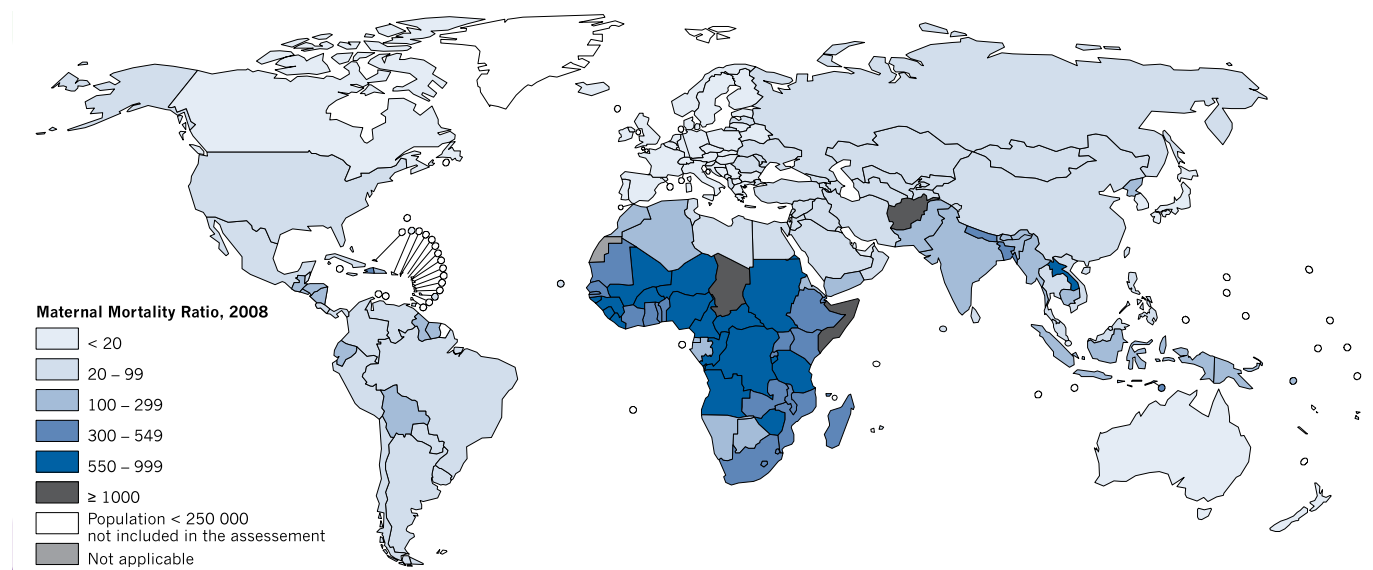 Maternal Mortality Ratio, 2008
< 20
20 – 99
100 – 299
300 – 549
550 – 999
≥ 1000
Population < 250 000
not included in the assessement
Not applicable